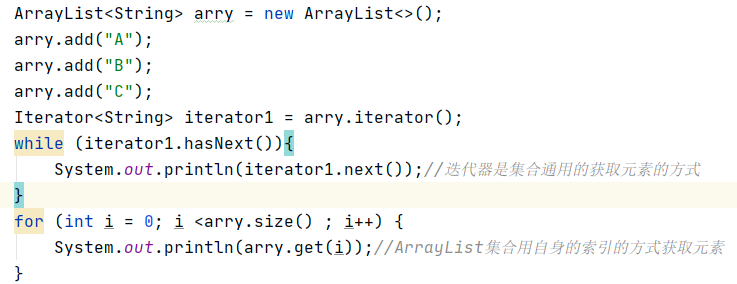 ArrayList<String> arry = new ArrayList<>();
arry.add("A");
arry.add("B");
arry.add("C");
Iterator<String> iterator1 = arry.iterator();
while (iterator1.hasNext()){
    System.out.println(iterator1.next());//迭代器是集合通用的获取元素的方式
}
for (int i = 0; i <arry.size() ; i++) {
    System.out.println(arry.get(i));//ArrayList集合用自身的索引的方式获取元素
}